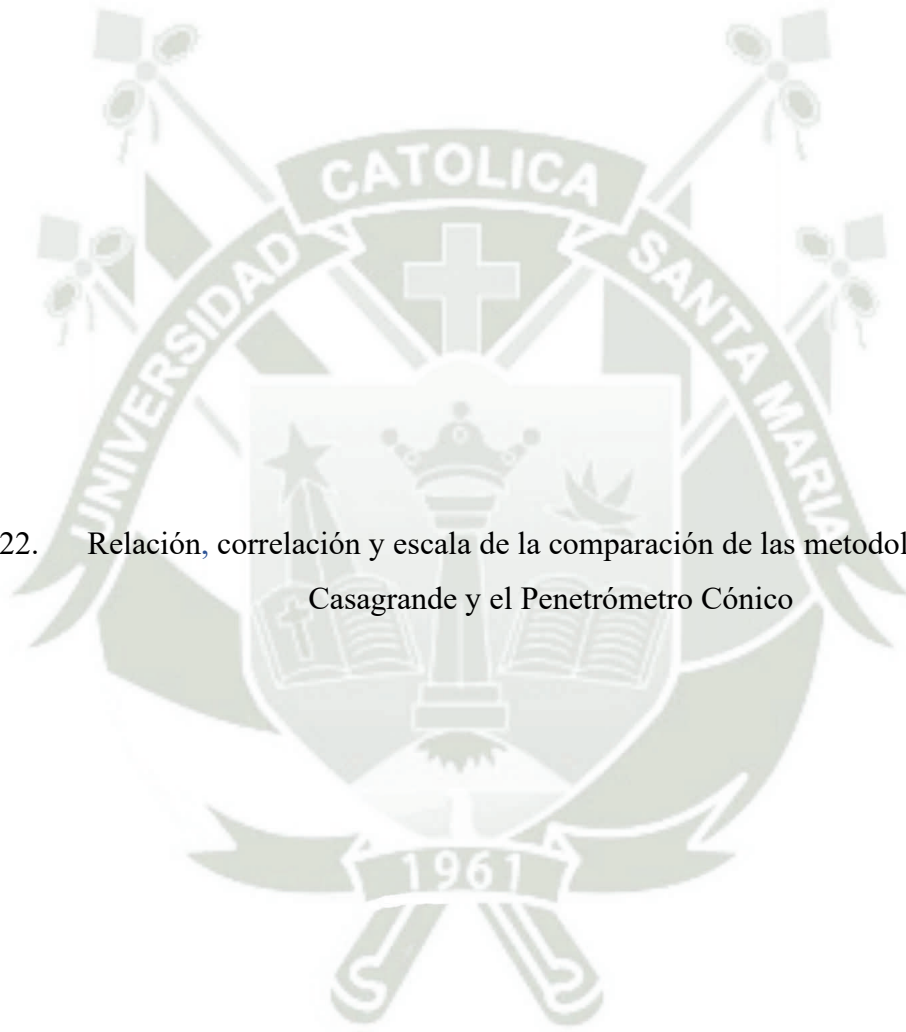 CATOLICA
UNIVERSIDAD
SANTA MARIA
22. Relación, correlación y escala de la comparación de las metodol
Casagrande y el Penetrómetro Cónico
1961